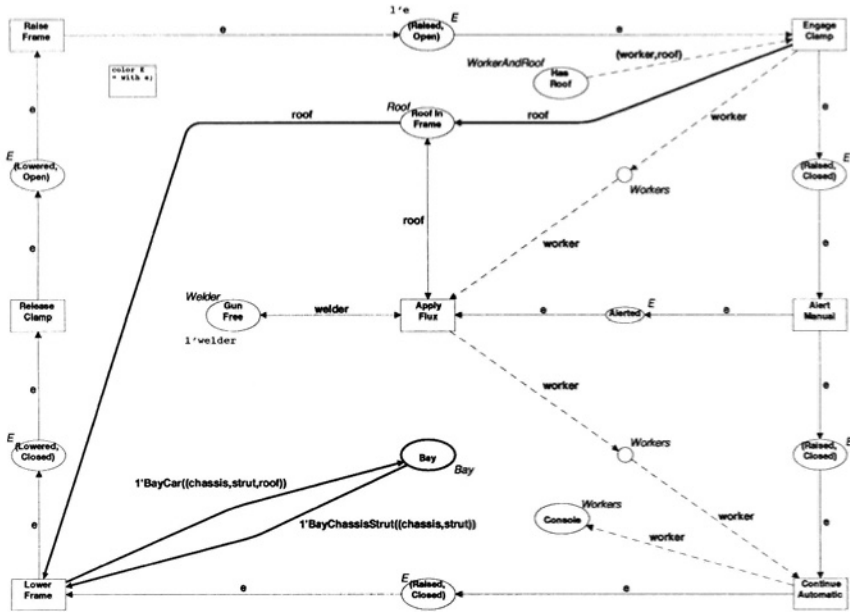 1`e
E
Raise
Frame
e
(Raised,
Open)
e
Engage
Clamp
color E
= with e;
WorkerAndRoof
Has
Roof
(worker,roof)
Roof
Roof In
Frame
roof
roof
worker
e
e
E
(Lowered,
Open)
E
(Raised,
Closed)
Workers
roof
worker
e
e
Welder
Gun
Free
1`welder
welder
Release
Clamp
Apply
Flux
e
E
Alerted
e
Alert
Manual
e
worker
e
E
(Lowered,
Closed)
Workers
E
(Raised,
Closed)
Bay
Bay
1'BayCar((chassis,strut,roof))
1'BayChassisStrut((chassis,strut))
Workers
Console
worker
worker
e
e
Lower
Frame
e
E
(Raised,
Closed)
e
Continue
Automatic